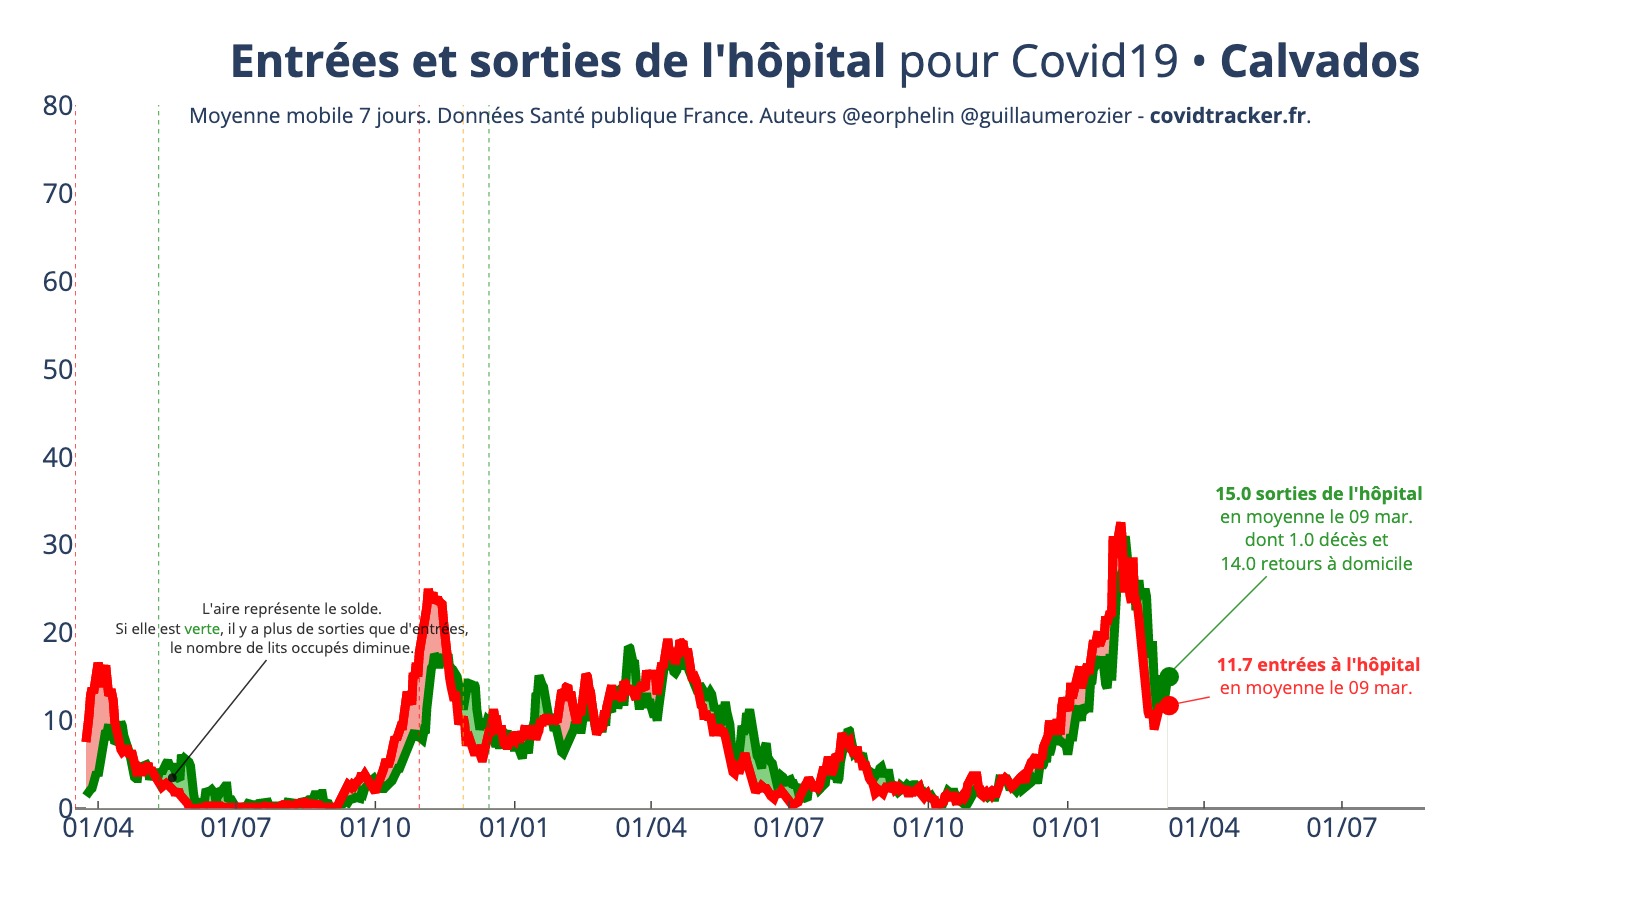 Entrées et sorties de l'hôpital pour Covid19 • Calvados
Moyenne mobile 7 jours. Données Santé publique France. Auteurs @eorphelin @guillaumerozier - covidtracker.fr.
80
70
60
50
40
30
20
10
0
L'aire représente le solde.
Si elle est verte, il y a plus de sorties que d'entrées,
le nombre de lits occupés diminue.
15.0 sorties de l'hôpital
en moyenne le 09 mar.
dont 1.0 décès et
14.0 retours à domicile
11.7 entrées à l'hôpital
en moyenne le 09 mar.
01/04 01/07 01/10 01/01 01/04 01/07 01/10 01/01 01/04 01/07